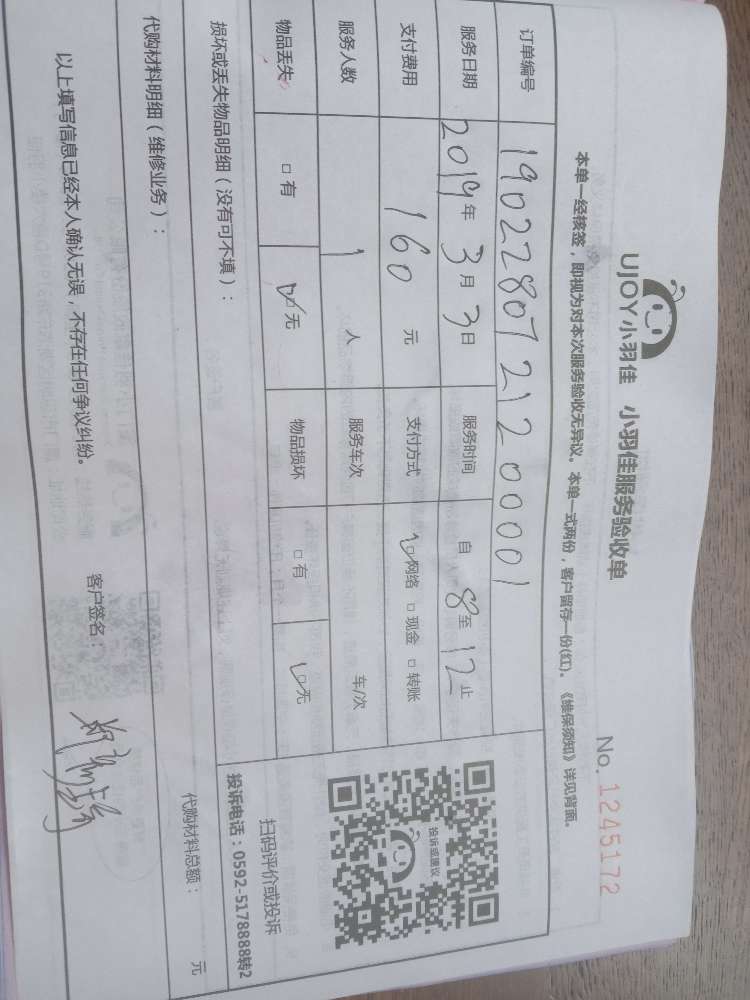 UJOY小羽佳 小羽佳服务验收单
No. 1245172
本单一经核签，即视为对本次服务验收无异议。本单一式两份，客户留存一份(红)。《维保须知》详见背面。
订单编号 190228072120001
服务日期 2019年3月3日 服务时间 自8至12止
支付费用 160元 支付方式 □网络 □现金 □转账
服务人数 1人 服务车次 车/次
物品丢失 □有 □无 物品损坏 □有 □无
投诉或建议
扫码评价或投诉
投诉电话：0592-5178888转2
损坏或丢失物品明细（没有可不填）：
代购材料明细（维修业务）： 代购材料总额： 元
以上填写信息已经本人确认无误，不存在任何争议纠纷。 客户签名：